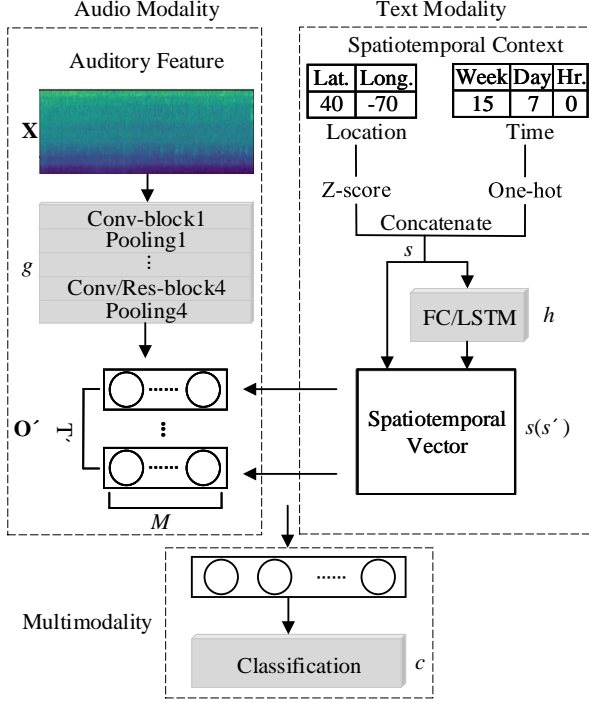 Audio Modality
Text Modality
Auditory Feature
X
Conv-block1
Pooling1
⋮
Conv/Res-block4
Pooling4
g
O´
T´
······
⋮
······
M
Spatiotemporal Context
Lat. Long.
40 -70
Week Day Hr.
15 7 0
Location
Time
Z-score
One-hot
Concatenate
s
FC/LSTM
h
Spatiotemporal
Vector
s(s´)
Multimodality
······
Classification
c